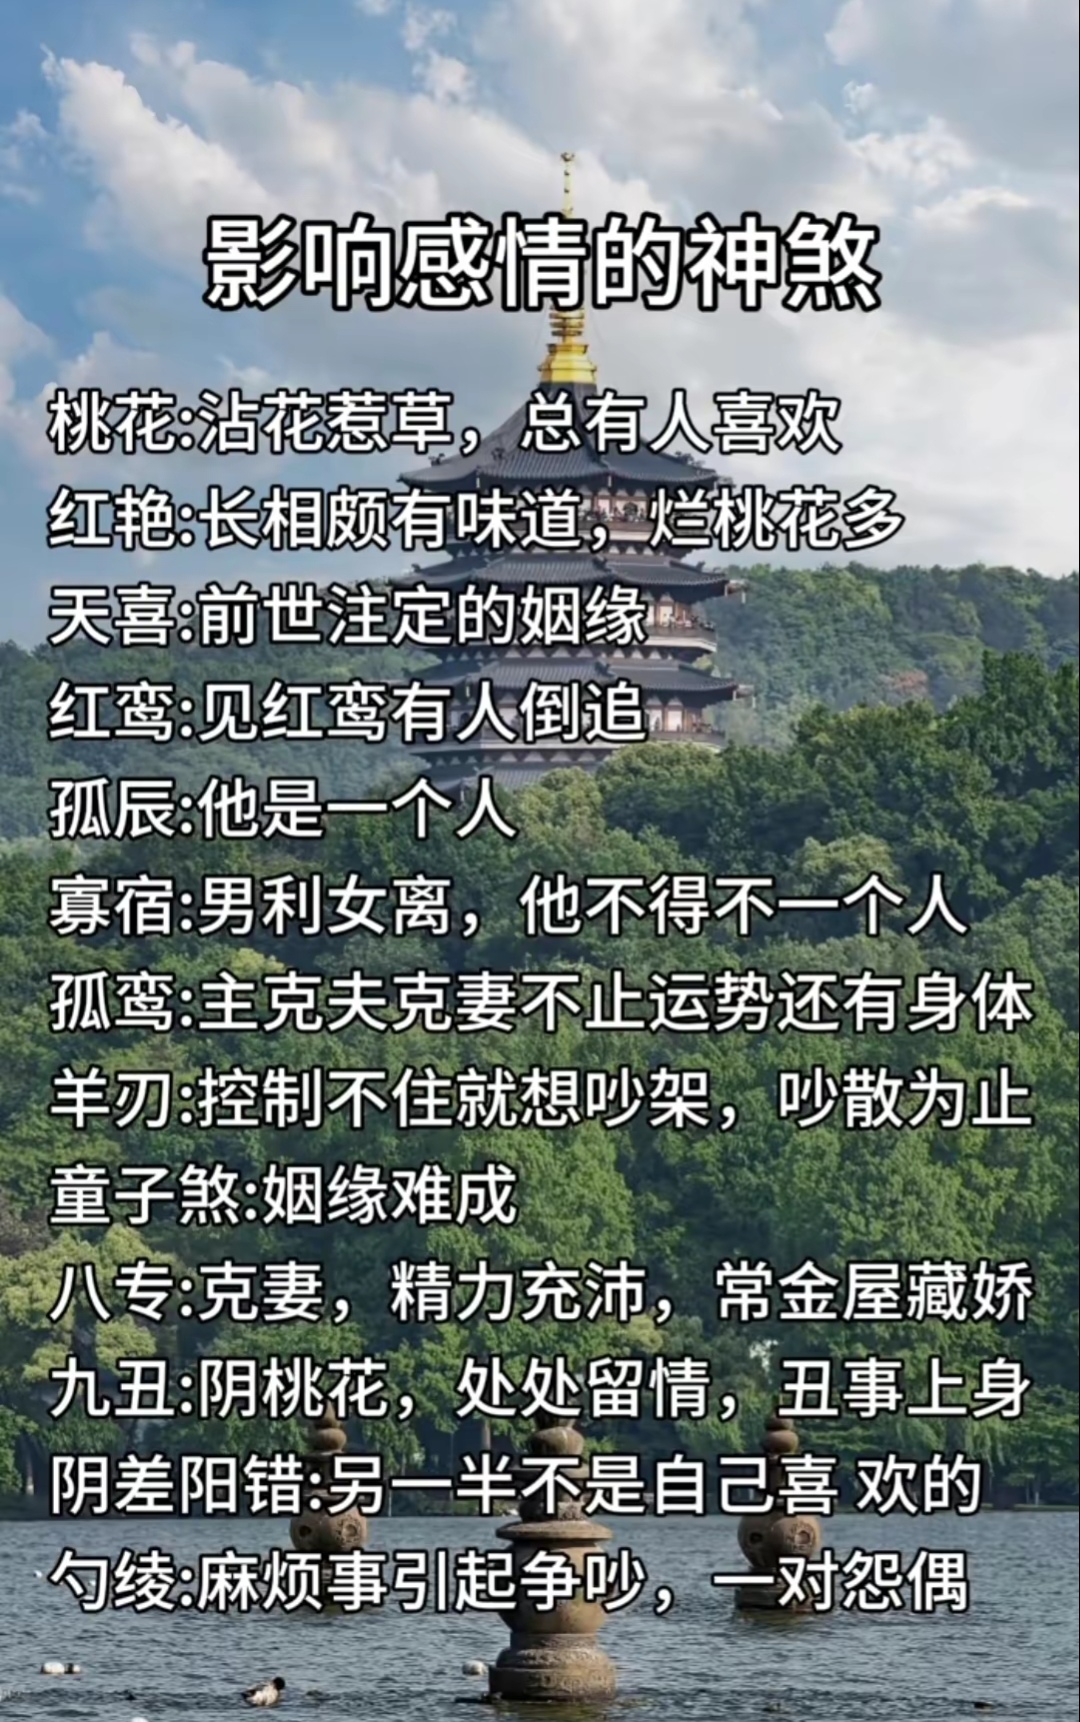 影响感情的神煞
桃花:沾花惹草，总有人喜欢
红艳:长相颇有味道，烂桃花多
天喜:前世注定的姻缘
红鸾:见红鸾有人倒追
孤辰:他是一个人
寡宿:男利女离，他不得不一个人
孤鸾:主克夫克妻不止运势还有身体
羊刃:控制不住就想吵架，吵散为止
童子煞:姻缘难成
八专:克妻，精力充沛，常金屋藏娇
九丑:阴桃花，处处留情，丑事上身
阴差阳错:另一半不是自己喜 欢的
勺绫:麻烦事引起争吵，一对怨偶